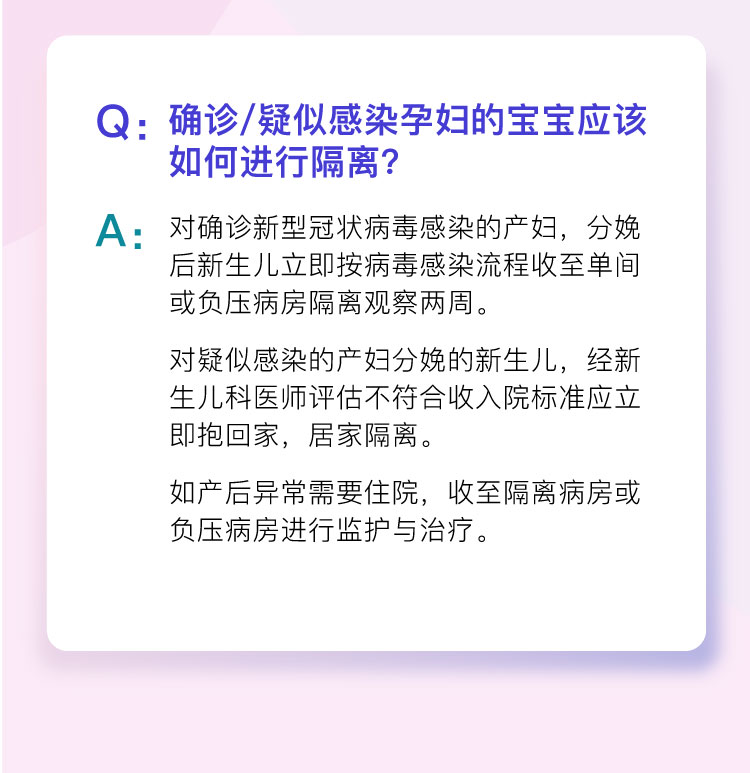 Q：确诊/疑似感染孕妇的宝宝应该
如何进行隔离？
A：对确诊新型冠状病毒感染的产妇，分娩
后新生儿立即按病毒感染流程收至单间
或负压病房隔离观察两周。
对疑似感染的产妇分娩的新生儿，经新
生儿科医师评估不符合收入院标准应立
即抱回家，居家隔离。
如产后异常需要住院，收至隔离病房或
负压病房进行监护与治疗。